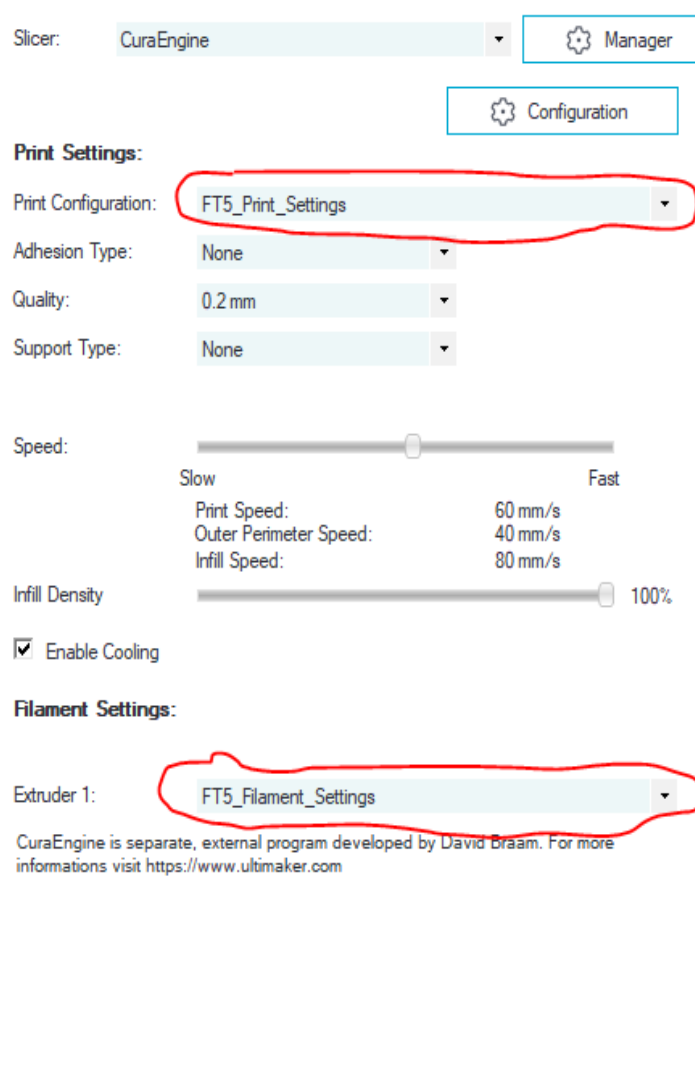 Slicer: CuraEngine Manager
Configuration
Print Settings:
Print Configuration: FT5_Print_Settings
Adhesion Type: None
Quality: 0.2 mm
Support Type: None
Speed:
Slow Fast
Print Speed: 60 mm/s
Outer Perimeter Speed: 40 mm/s
Infill Speed: 80 mm/s
Infill Density 100%
Enable Cooling
Filament Settings:
Extruder 1: FT5_Filament_Settings
CuraEngine is separate, external program developed by David Braam. For more
informations visit https://www.ultimaker.com